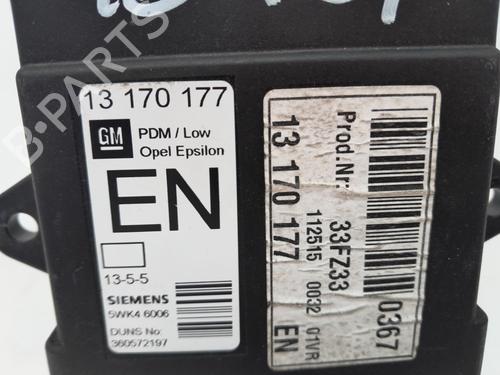 13 170 177
GM
PDM / Low
Opel Epsilon
EN
13-5-5
SIEMENS
5WK4 6006
DUNS No:
360572197
Prod.Nr: 33FZ33 0367
112515 0032 01VR
13 170 177 EN
B-PARTS